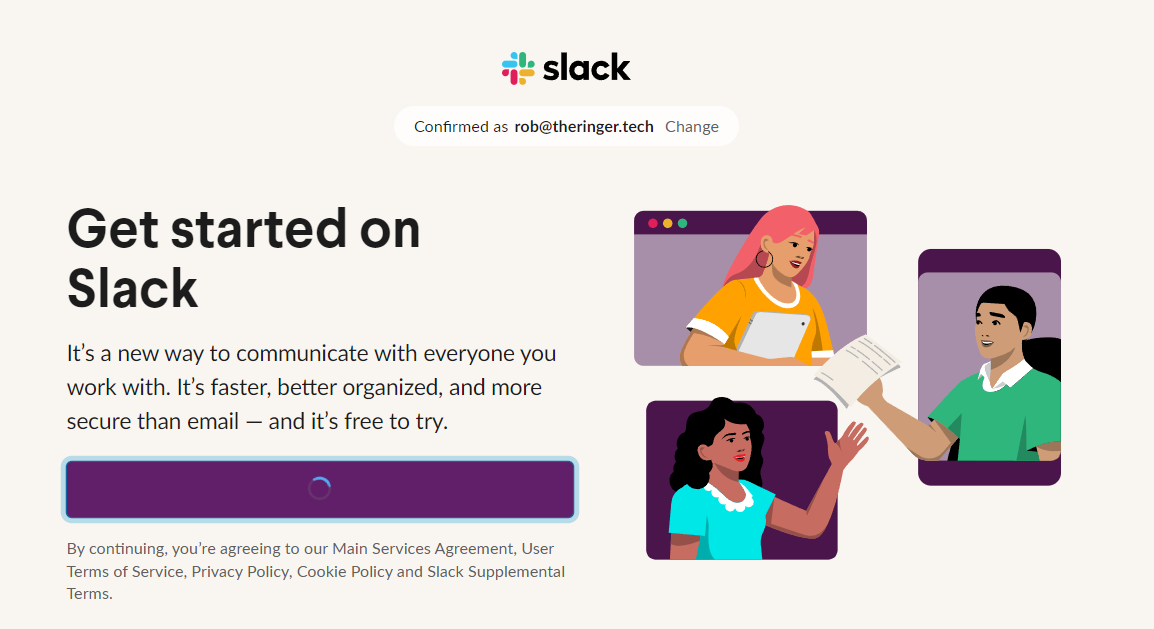 slack
Confirmed as rob@theringer.tech Change
Get started on
Slack
It’s a new way to communicate with everyone you
work with. It’s faster, better organized, and more
secure than email — and it’s free to try.
By continuing, you’re agreeing to our Main Services Agreement, User
Terms of Service, Privacy Policy, Cookie Policy and Slack Supplemental
Terms.